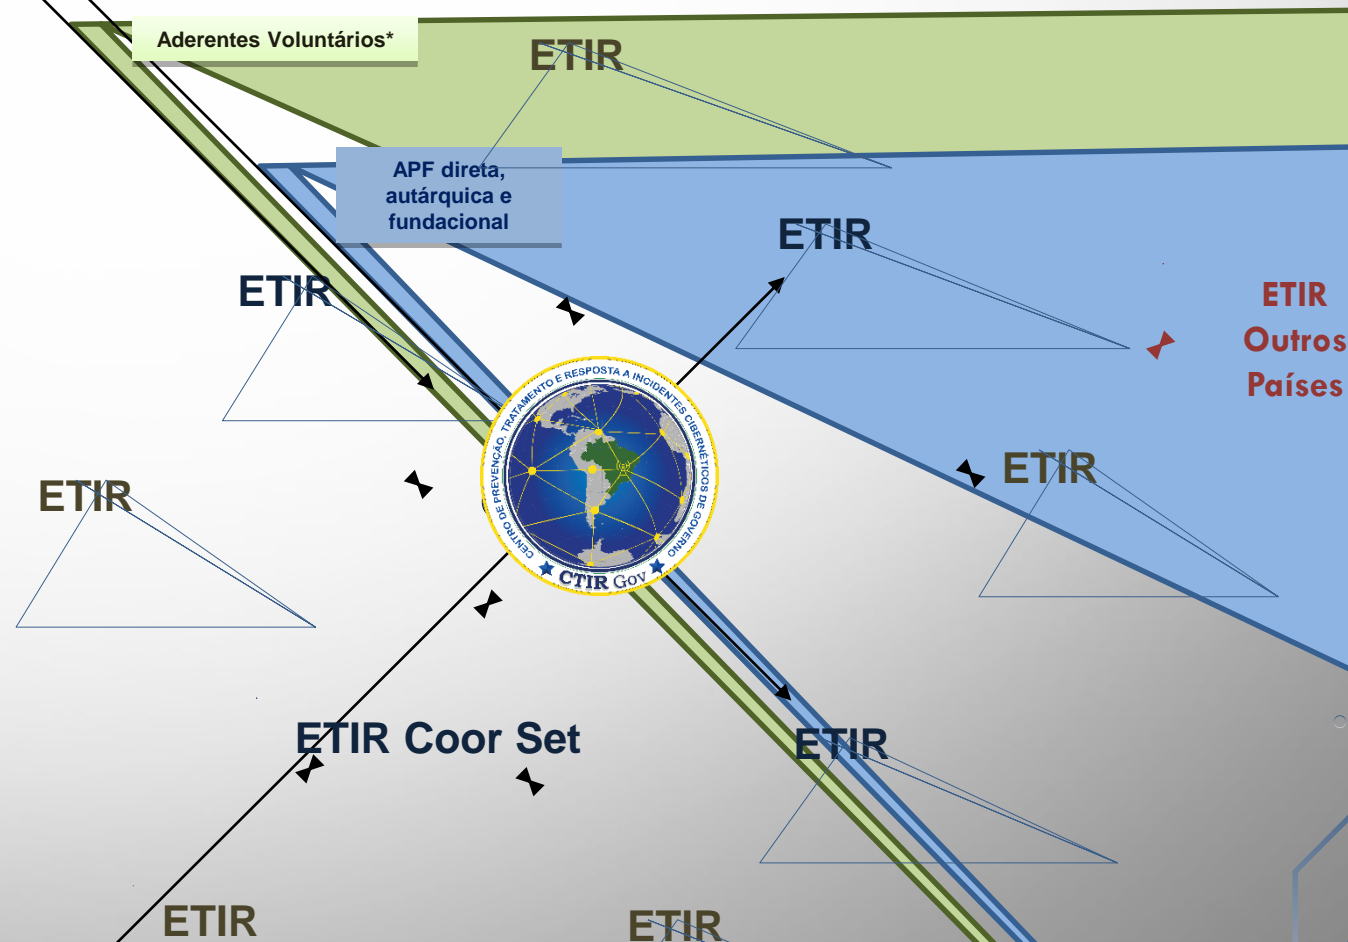 Aderentes Voluntários*
ETIR
APF direta,
autárquica e
fundacional
ETIR
ETIR
ETIR
Outros
Países
CENTRO DE PREVENÇÃO, TRATAMENTO E RESPOSTA A INCIDENTES CIBERNÉTICOS DE GOVERNO
CTIR Gov
ETIR
ETIR
ETIR Coor Set
ETIR
ETIR
ETIR